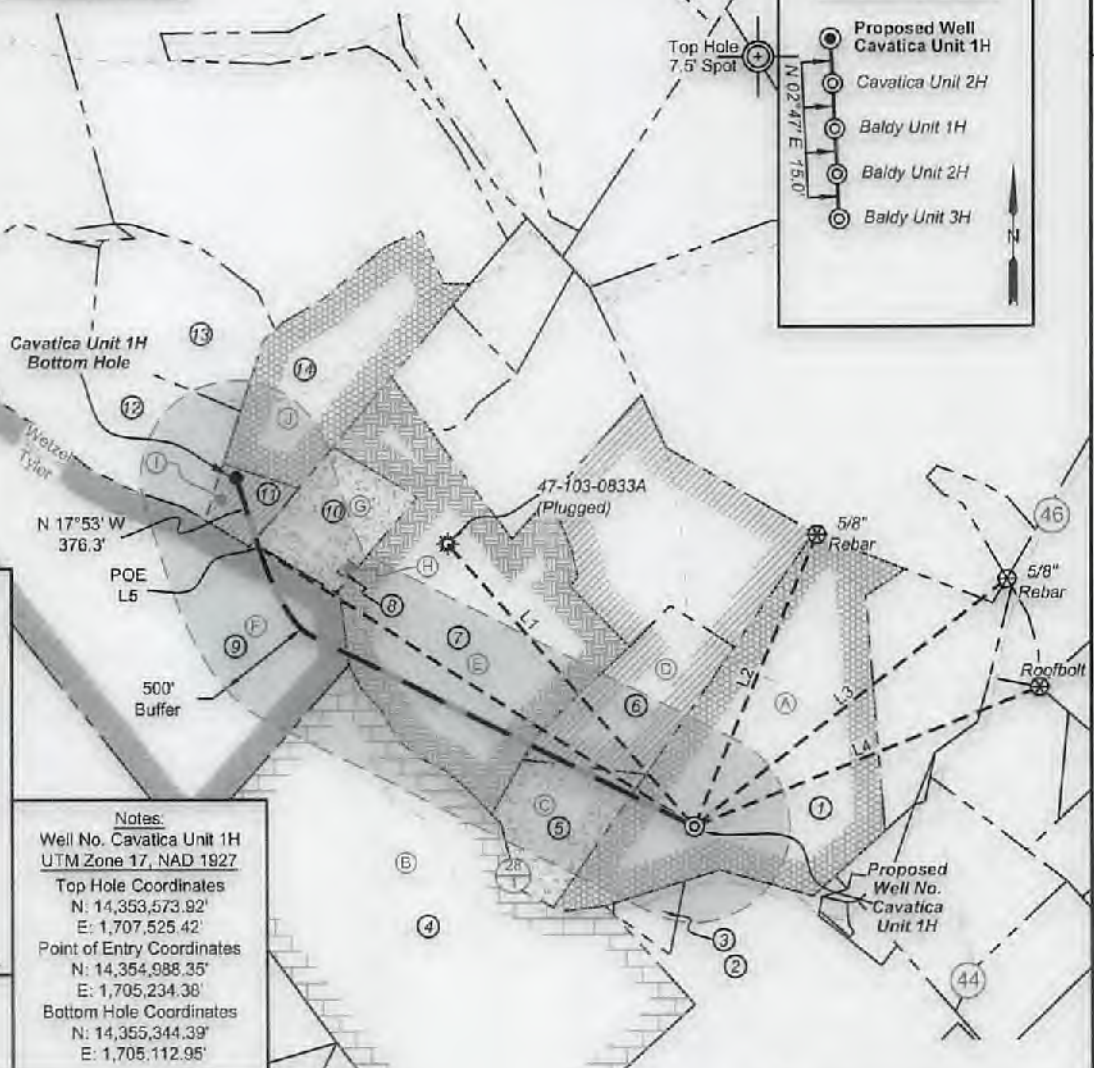 Top Hole
7.5' Spot
N 02°47' E 15.0'
Proposed Well
Cavatica Unit 1H
Cavatica Unit 2H
Baldy Unit 1H
Baldy Unit 2H
Baldy Unit 3H
N
13
Cavatica Unit 1H
Bottom Hole
14
12
J
Wetzel
Tyler
I
11
10
G
47-103-0833A
(Plugged)
5/8"
Rebar
46
5/8"
Rebar
N 17°53' W
376.3'
POE
L5
H
8
L1
9
F
7
E
500'
Buffer
D
6
L2
A
L3
L4
Roofbolt
C
5
1
B
28
1
4
3
2
Proposed
Well No.
Cavatica
Unit 1H
44
Notes:
Well No. Cavatica Unit 1H
UTM Zone 17, NAD 1927
Top Hole Coordinates
N: 14,353,573.92'
E: 1,707,525.42'
Point of Entry Coordinates
N: 14,354,988.35'
E: 1,705,234.38'
Bottom Hole Coordinates
N: 14,355,344.39'
E: 1,705,112.95'